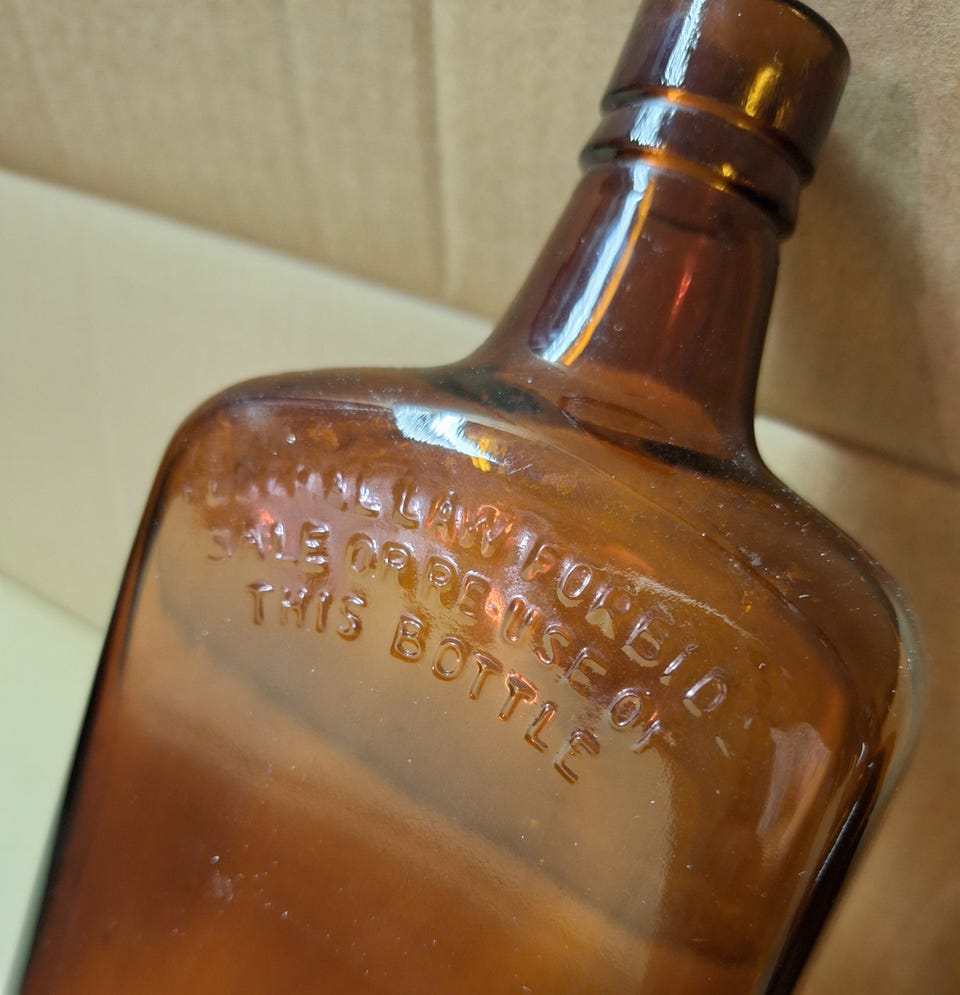 FEDERAL LAW FORBIDS
SALE OR RE-USE OF
THIS BOTTLE